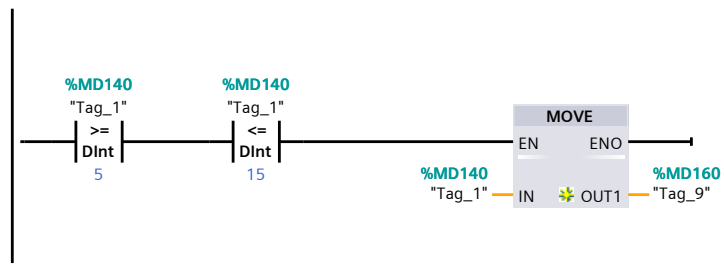 %MD140 %MD140
"Tag_1" "Tag_1"
>= <= MOVE
DInt DInt EN ENO
5 15 %MD140 %MD160
"Tag_1" IN OUT1 "Tag_9"